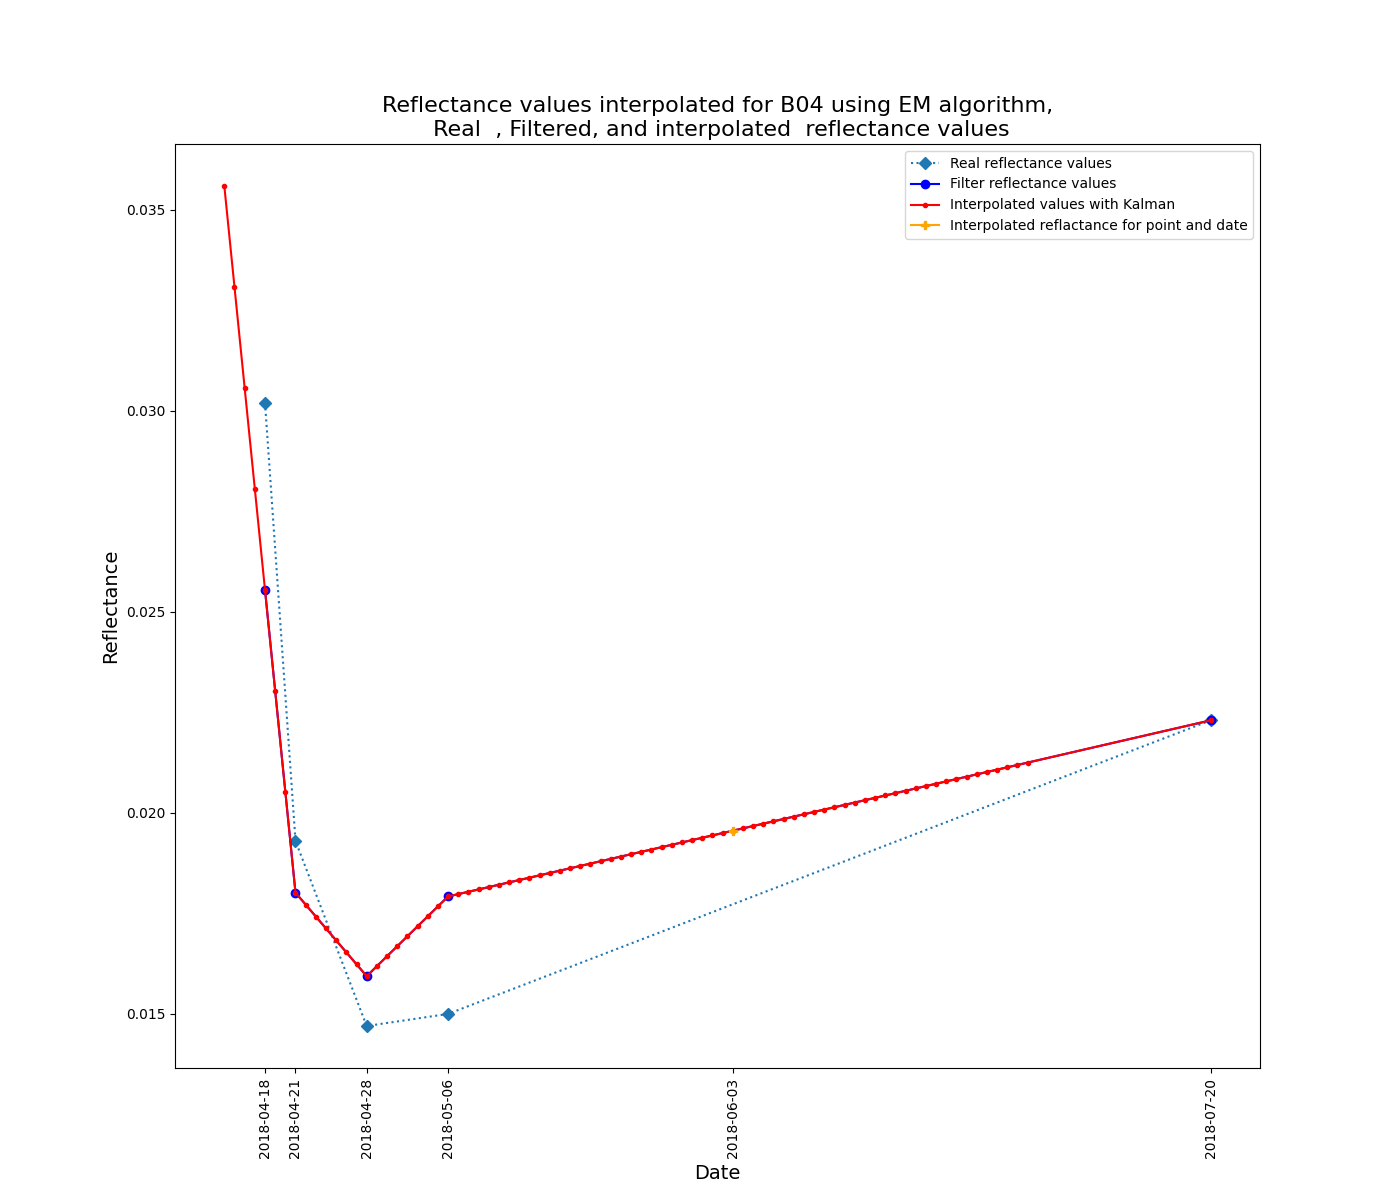 Reflectance values interpolated for B04 using EM algorithm,
Real  , Filtered, and interpolated  reflectance values
Real reflectance values
Filter reflectance values
Interpolated values with Kalman
Interpolated reflactance for point and date
Reflectance
0.035
0.030
0.025
0.020
0.015
2018-04-18
2018-04-21
2018-04-28
2018-05-06
2018-06-03
2018-07-20
Date